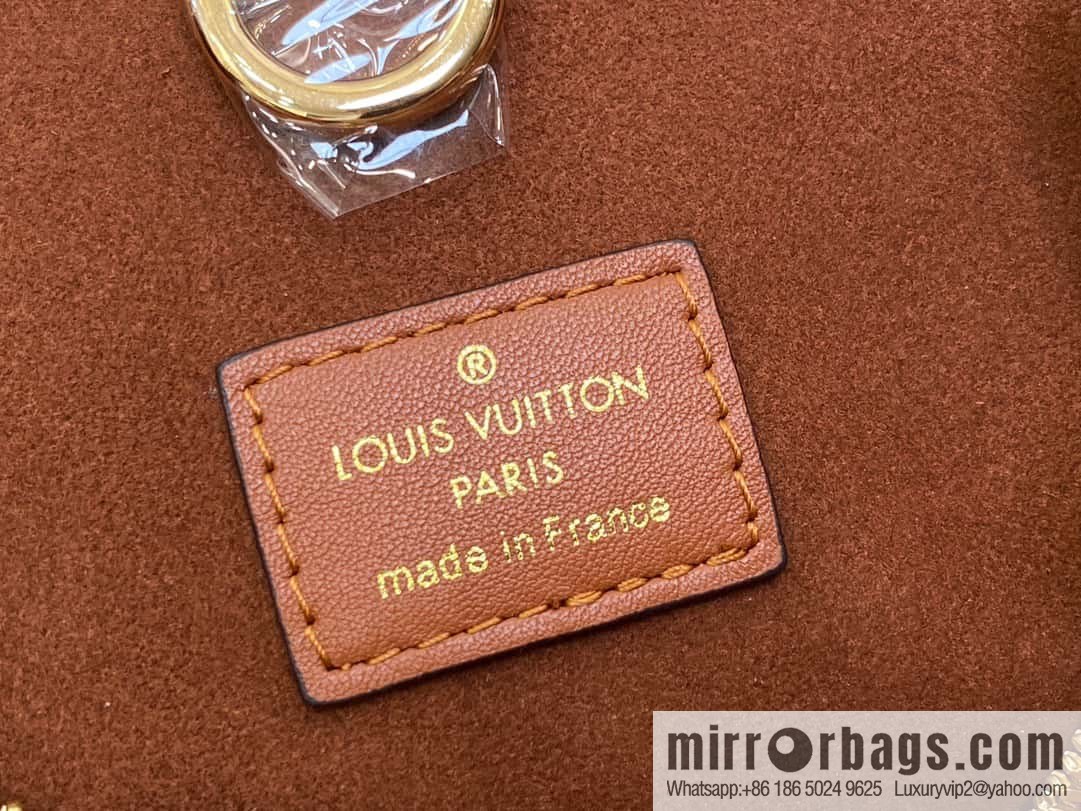 ®
LOUIS VUITTON
PARIS
made in France
mirrorbags.com
Whatsapp:+86 186 5024 9625 Luxuryvip2@yahoo.com